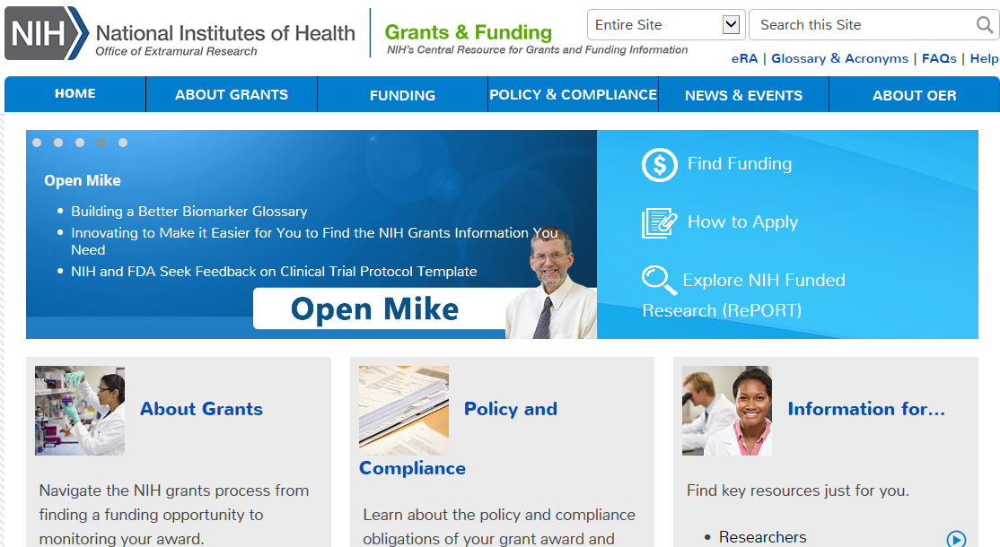 NIH National Institutes of Health
Office of Extramural Research
Grants & Funding
NIH's Central Resource for Grants and Funding Information
Entire Site
Search this Site
eRA | Glossary & Acronyms | FAQs | Help
HOME
ABOUT GRANTS
FUNDING
POLICY & COMPLIANCE
NEWS & EVENTS
ABOUT OER
Open Mike
• Building a Better Biomarker Glossary
• Innovating to Make it Easier for You to Find the NIH Grants Information You
Need
• NIH and FDA Seek Feedback on Clinical Trial Protocol Template
Open Mike
Find Funding
How to Apply
Explore NIH Funded
Research (RePORT)
About Grants
Navigate the NIH grants process from
finding a funding opportunity to
monitoring your award.
Policy and
Compliance
Learn about the policy and compliance
obligations of your grant award and
Information for...
Find key resources just for you.
• Researchers